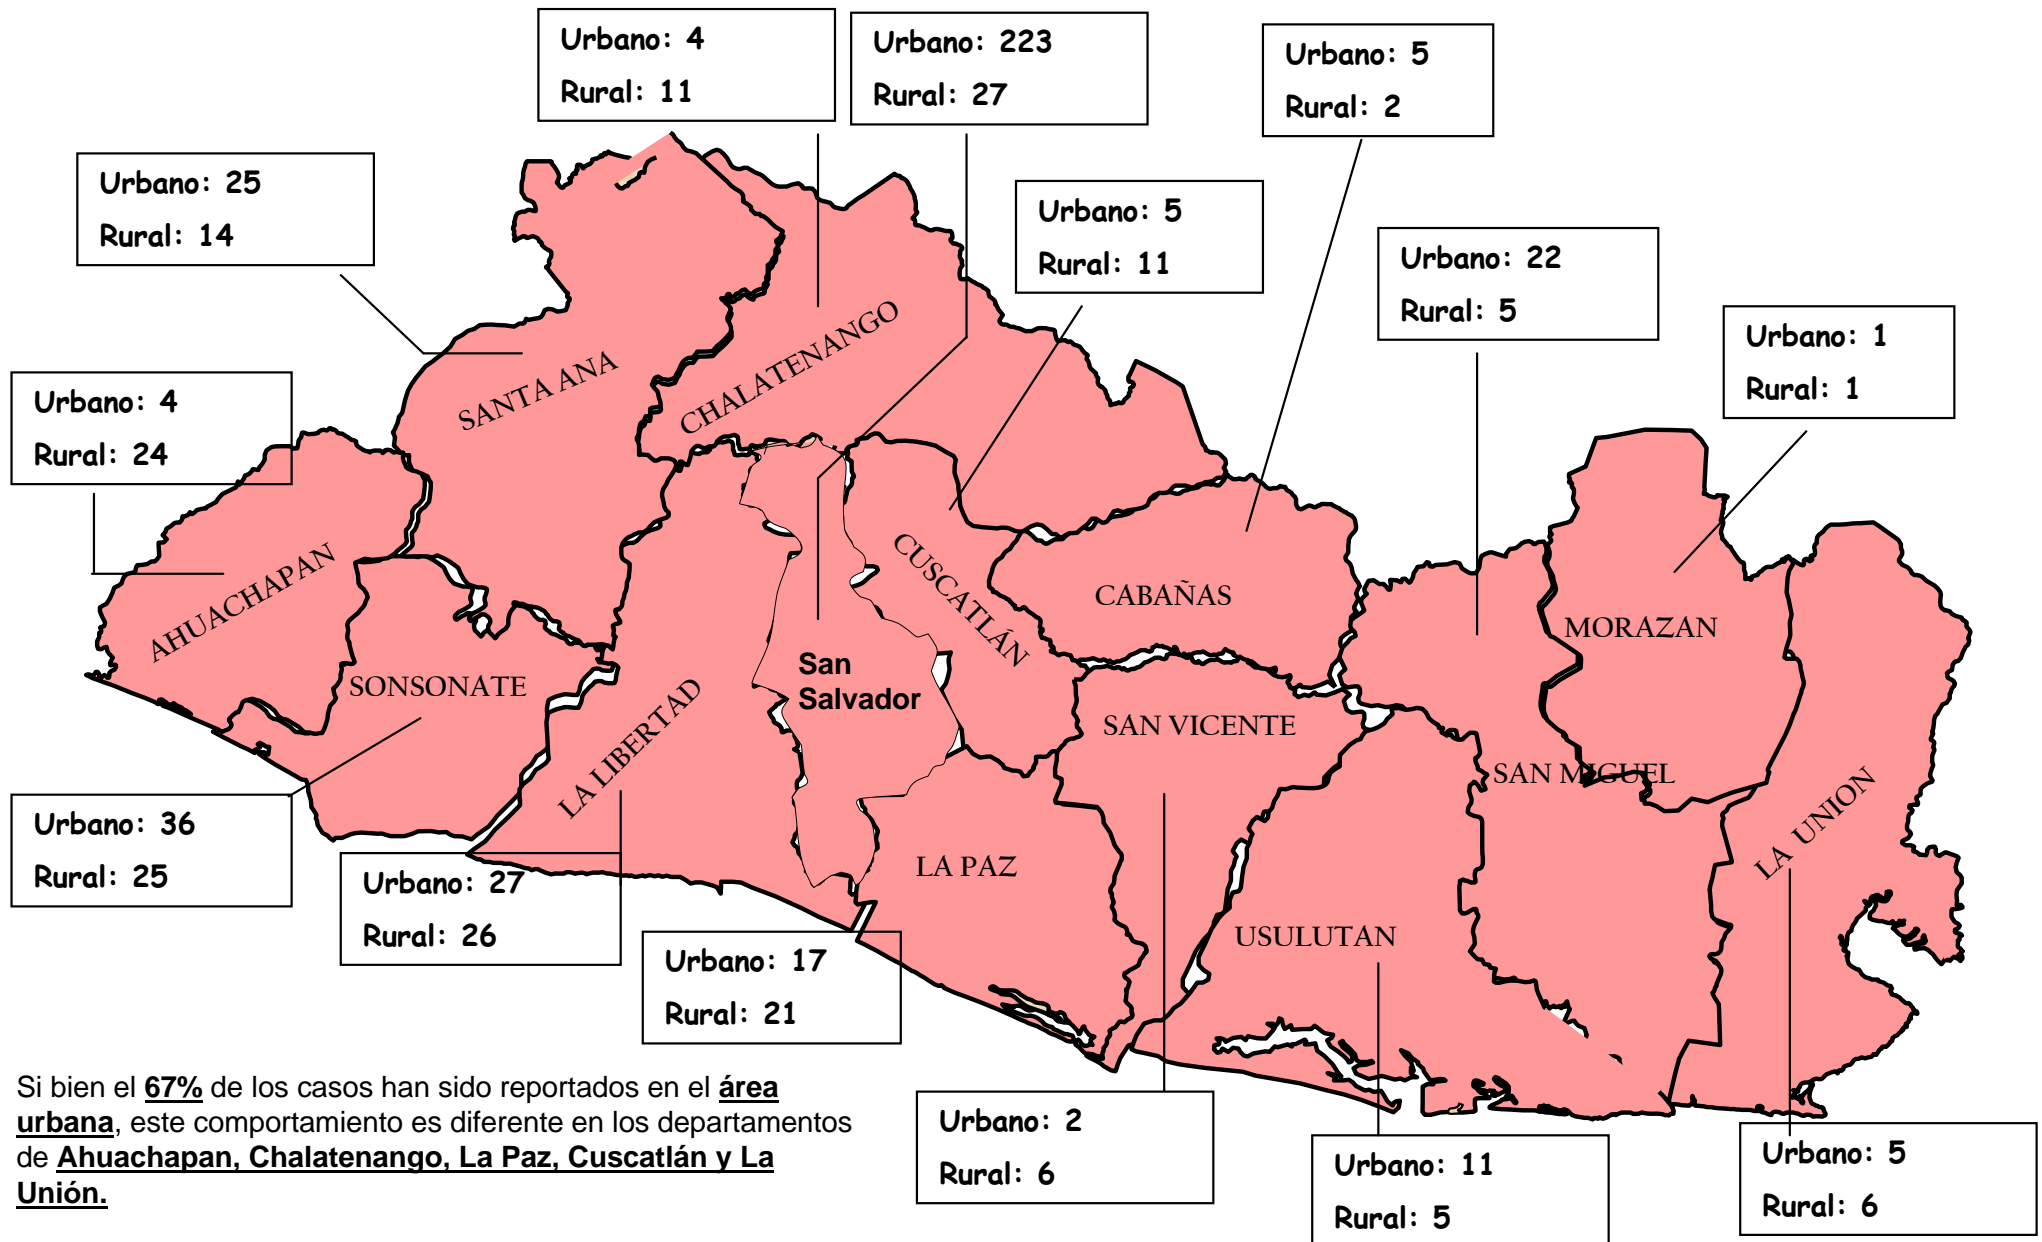 Urbano: 4
Rural: 11
Urbano: 223
Rural: 27
Urbano: 5
Rural: 2
Urbano: 25
Rural: 14
Urbano: 5
Rural: 11
Urbano: 22
Rural: 5
Urbano: 1
Rural: 1
Urbano: 4
Rural: 24
SANTA ANA
CHALATENANGO
AHUACHAPAN
SONSONATE
LA LIBERTAD
San
Salvador
CUSCATLÁN
CABAÑAS
SAN VICENTE
MORAZAN
SAN MIGUEL
LA UNION
LA PAZ
USULUTAN
Urbano: 36
Rural: 25
Urbano: 27
Rural: 26
Urbano: 17
Rural: 21
Urbano: 2
Rural: 6
Urbano: 11
Rural: 5
Urbano: 5
Rural: 6
Si bien el 67% de los casos han sido reportados en el área
urbana, este comportamiento es diferente en los departamentos
de Ahuachapan, Chalatenango, La Paz, Cuscatlán y La
Unión.